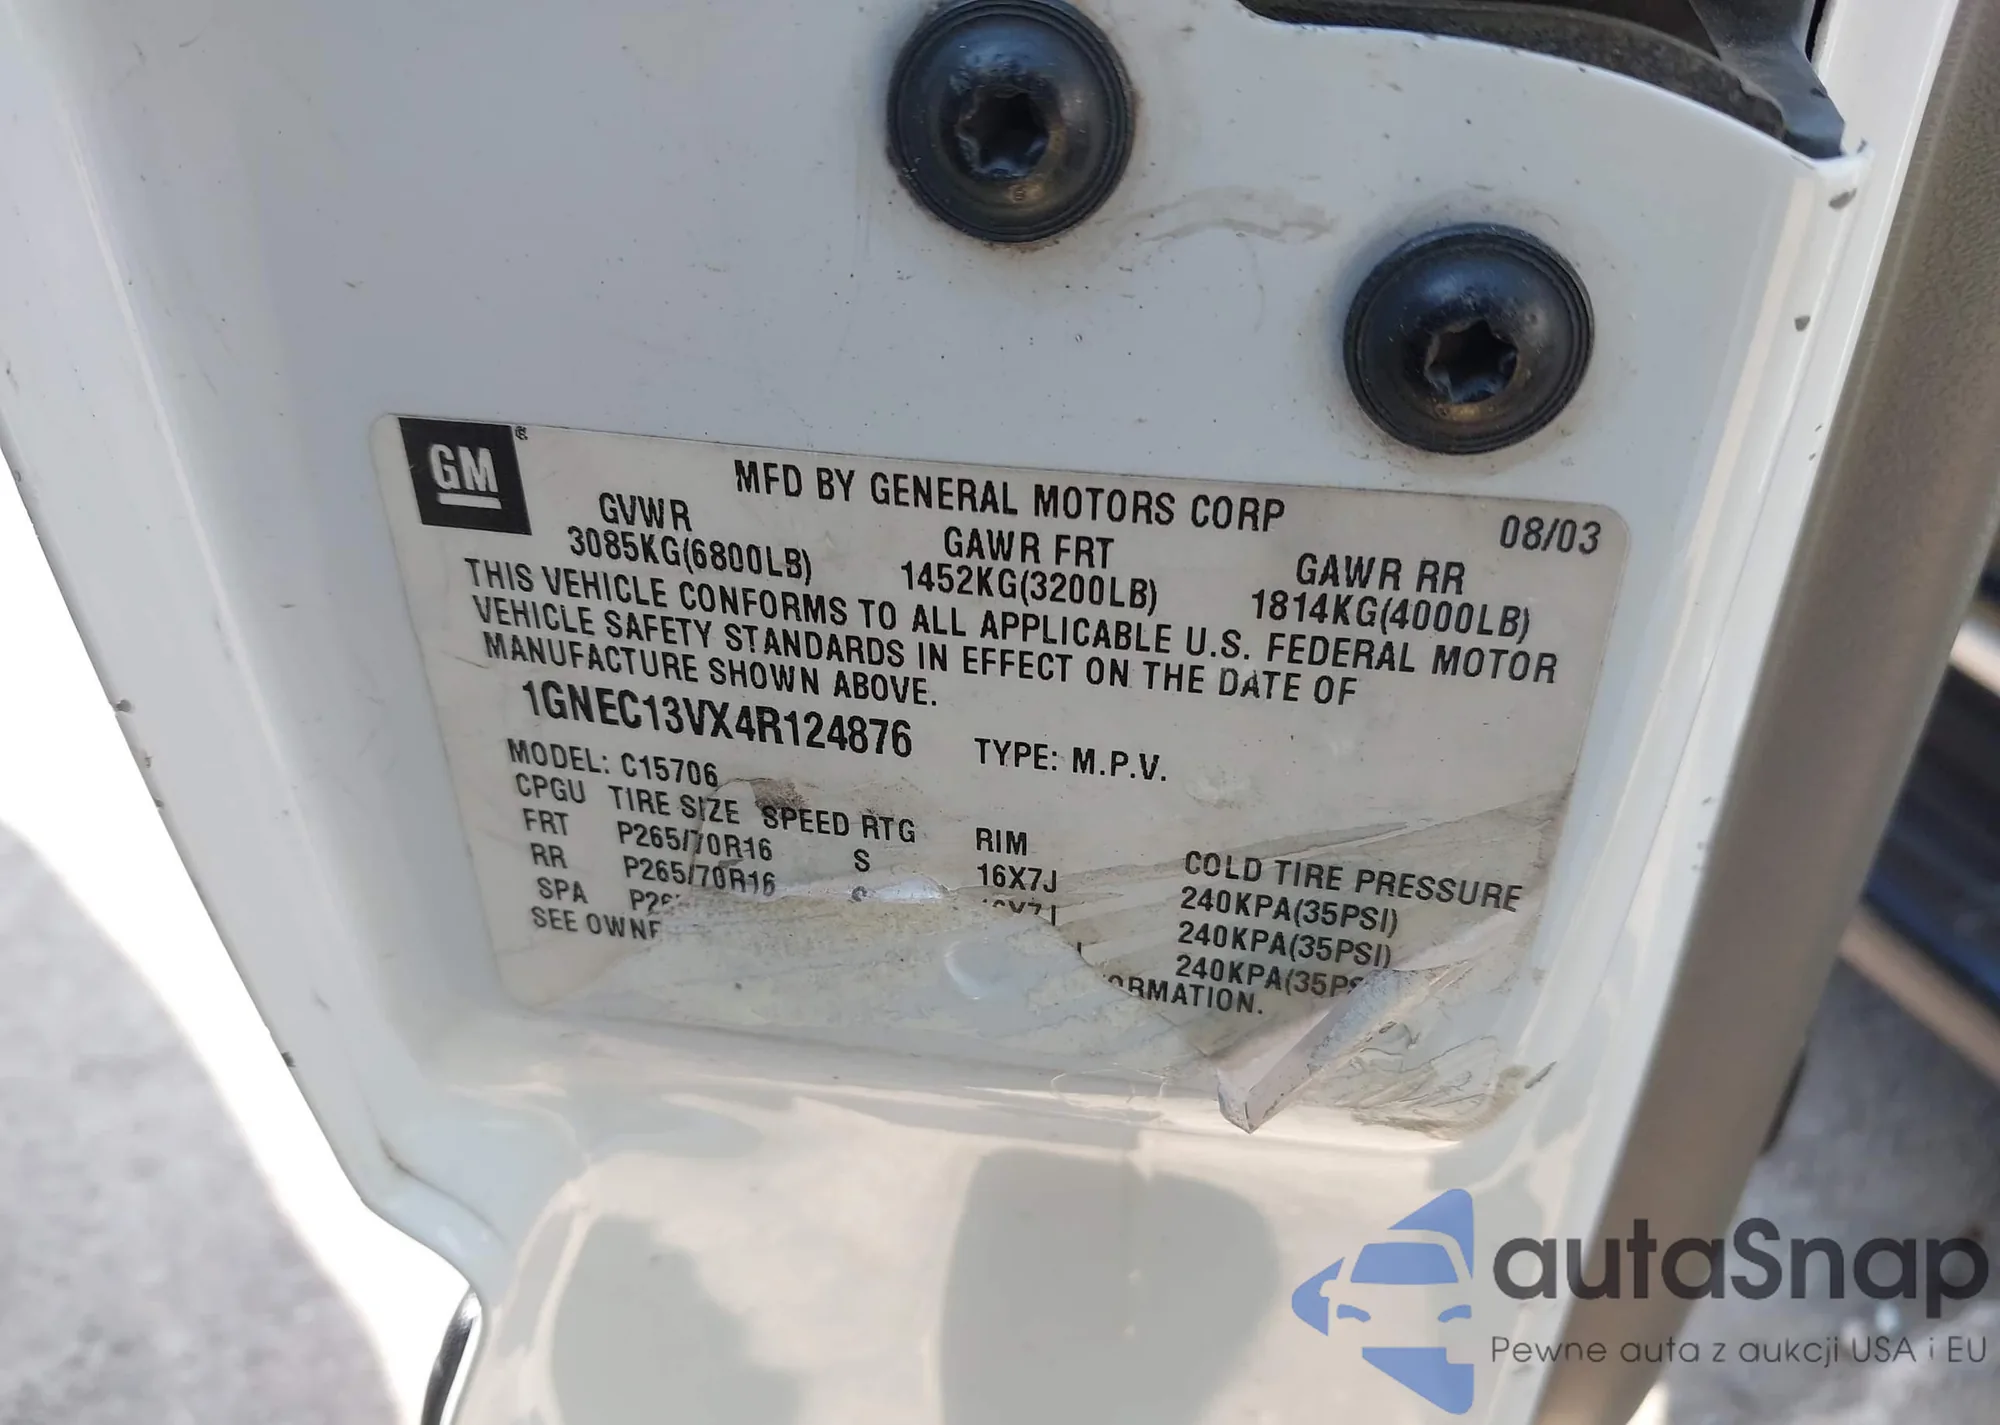 GM
MFD BY GENERAL MOTORS CORP 08/03
GVWR GAWR FRT GAWR RR
3085KG(6800LB) 1452KG(3200LB) 1814KG(4000LB)
THIS VEHICLE CONFORMS TO ALL APPLICABLE U.S. FEDERAL MOTOR
VEHICLE SAFETY STANDARDS IN EFFECT ON THE DATE OF
MANUFACTURE SHOWN ABOVE.
1GNEC13VX4R124876 TYPE: M.P.V.
MODEL: C15706
CPGU TIRE SIZE SPEED RTG RIM COLD TIRE PRESSURE
FRT P265/70R16 S 16X7J 240KPA(35PSI)
RR P265/70R16 240KPA(35PSI)
SPA 240KPA(35PS
SEE
autaSnap
Pewne auta z aukcji USA i EU